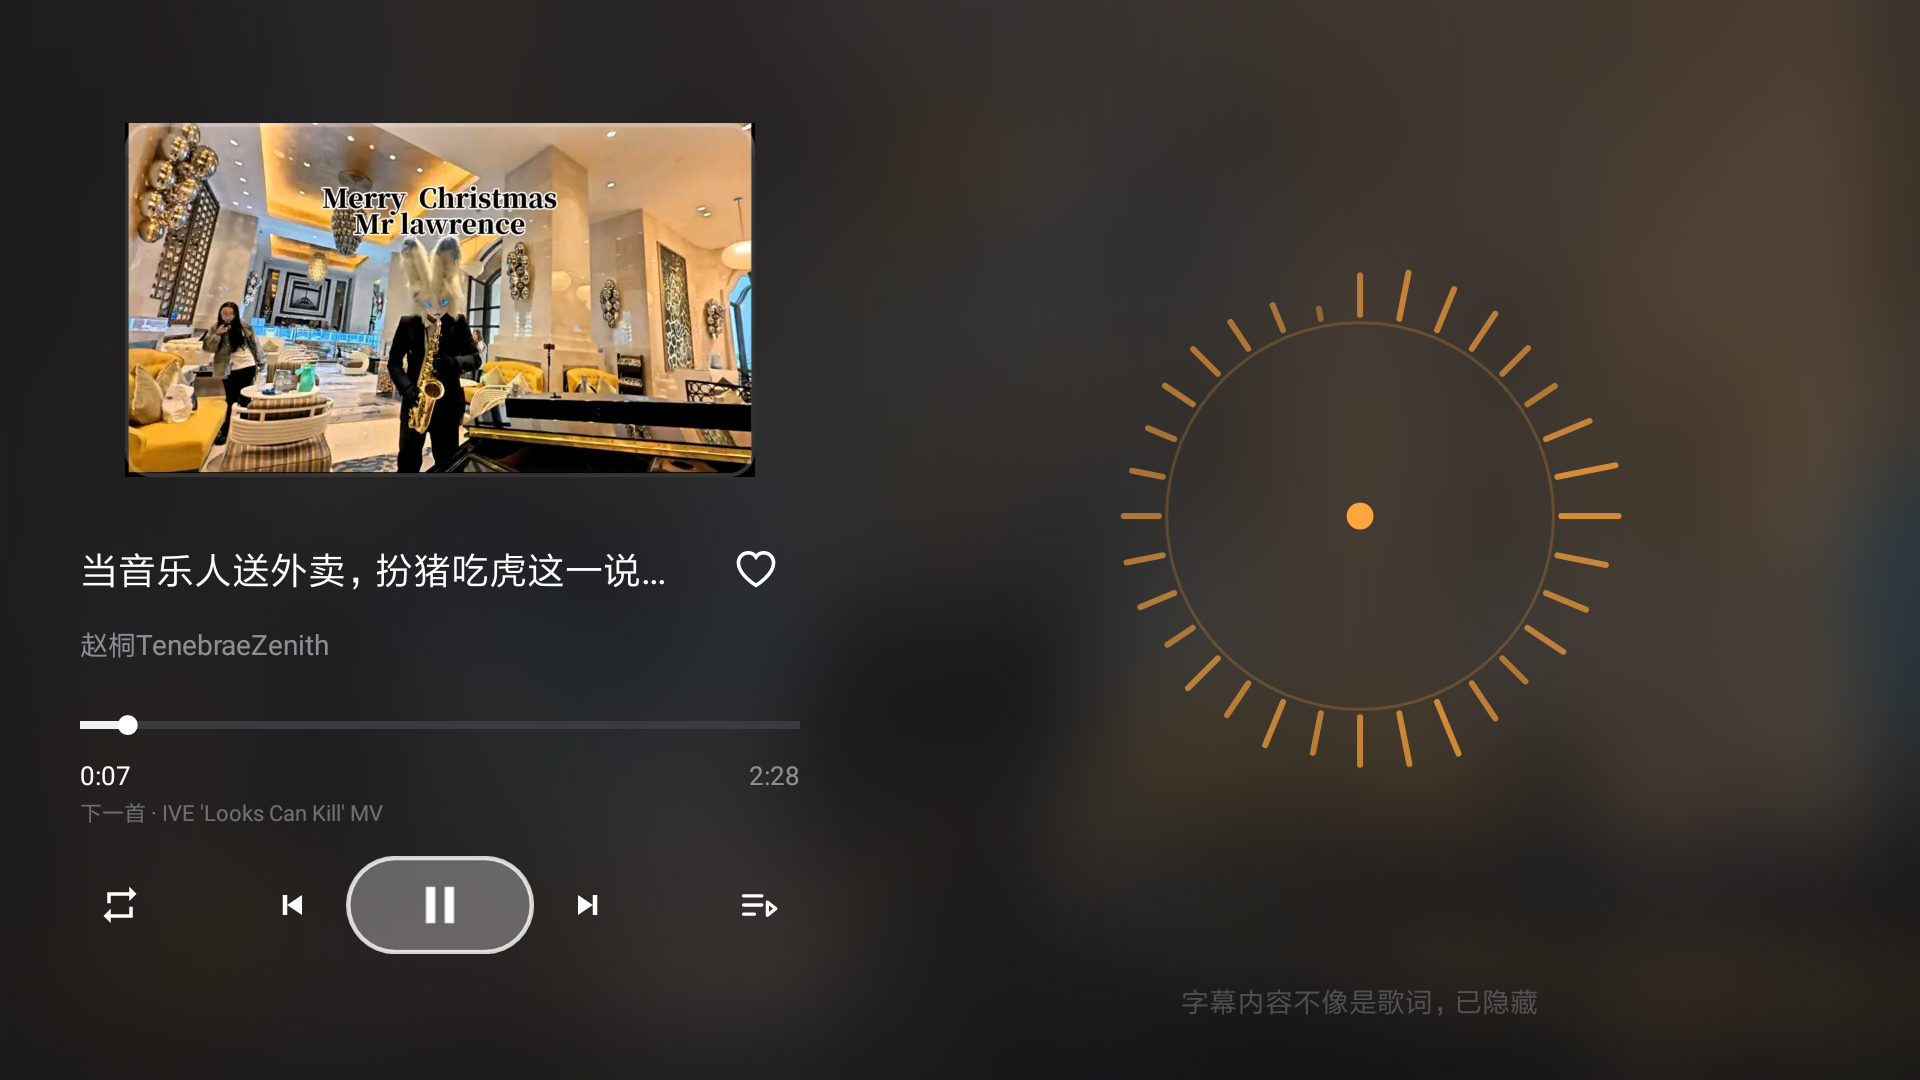 Merry Christmas
Mr lawrence
当音乐人送外卖，扮猪吃虎这一说...
赵桐TenebraeZenith
0:07
2:28
下一首 · IVE 'Looks Can Kill' MV
字幕内容不像是歌词，已隐藏